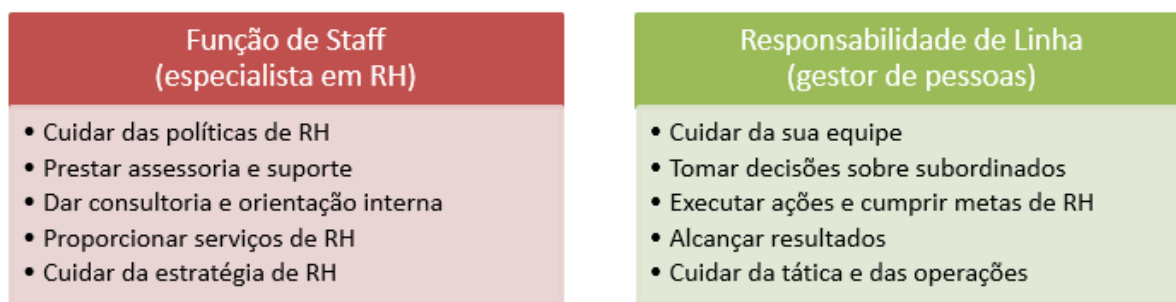 Função de Staff
(especialista em RH)
• Cuidar das políticas de RH
• Prestar assessoria e suporte
• Dar consultoria e orientação interna
• Proporcionar serviços de RH
• Cuidar da estratégia de RH
Responsabilidade de Linha
(gestor de pessoas)
• Cuidar da sua equipe
• Tomar decisões sobre subordinados
• Executar ações e cumprir metas de RH
• Alcançar resultados
• Cuidar da tática e das operações